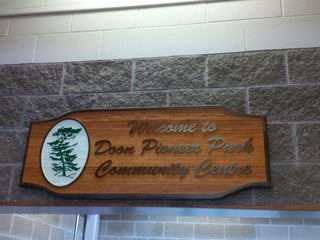 Welcome to
Doon Pioneer Park
Community Centre